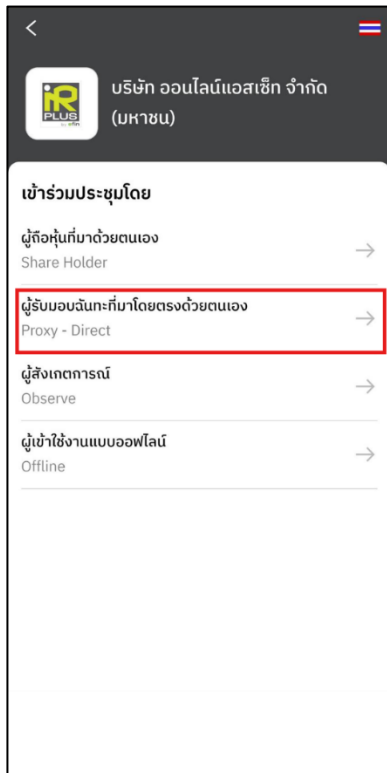 iR
PLUS
บริษัท ออนไลน์แอสเซ็ท จำกัด
(มหาชน)
เข้าร่วมประชุมโดย
ผู้ถือหุ้นที่มาด้วยตนเอง
Share Holder
ผู้รับมอบฉันทะที่มาโดยตรงด้วยตนเอง
Proxy - Direct
ผู้สังเกตการณ์
Observe
ผู้เข้าใช้งานแบบออฟไลน์
Offline